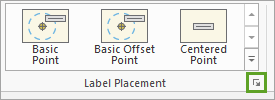 Basic Point
Basic Offset Point
Centered Point
Label Placement